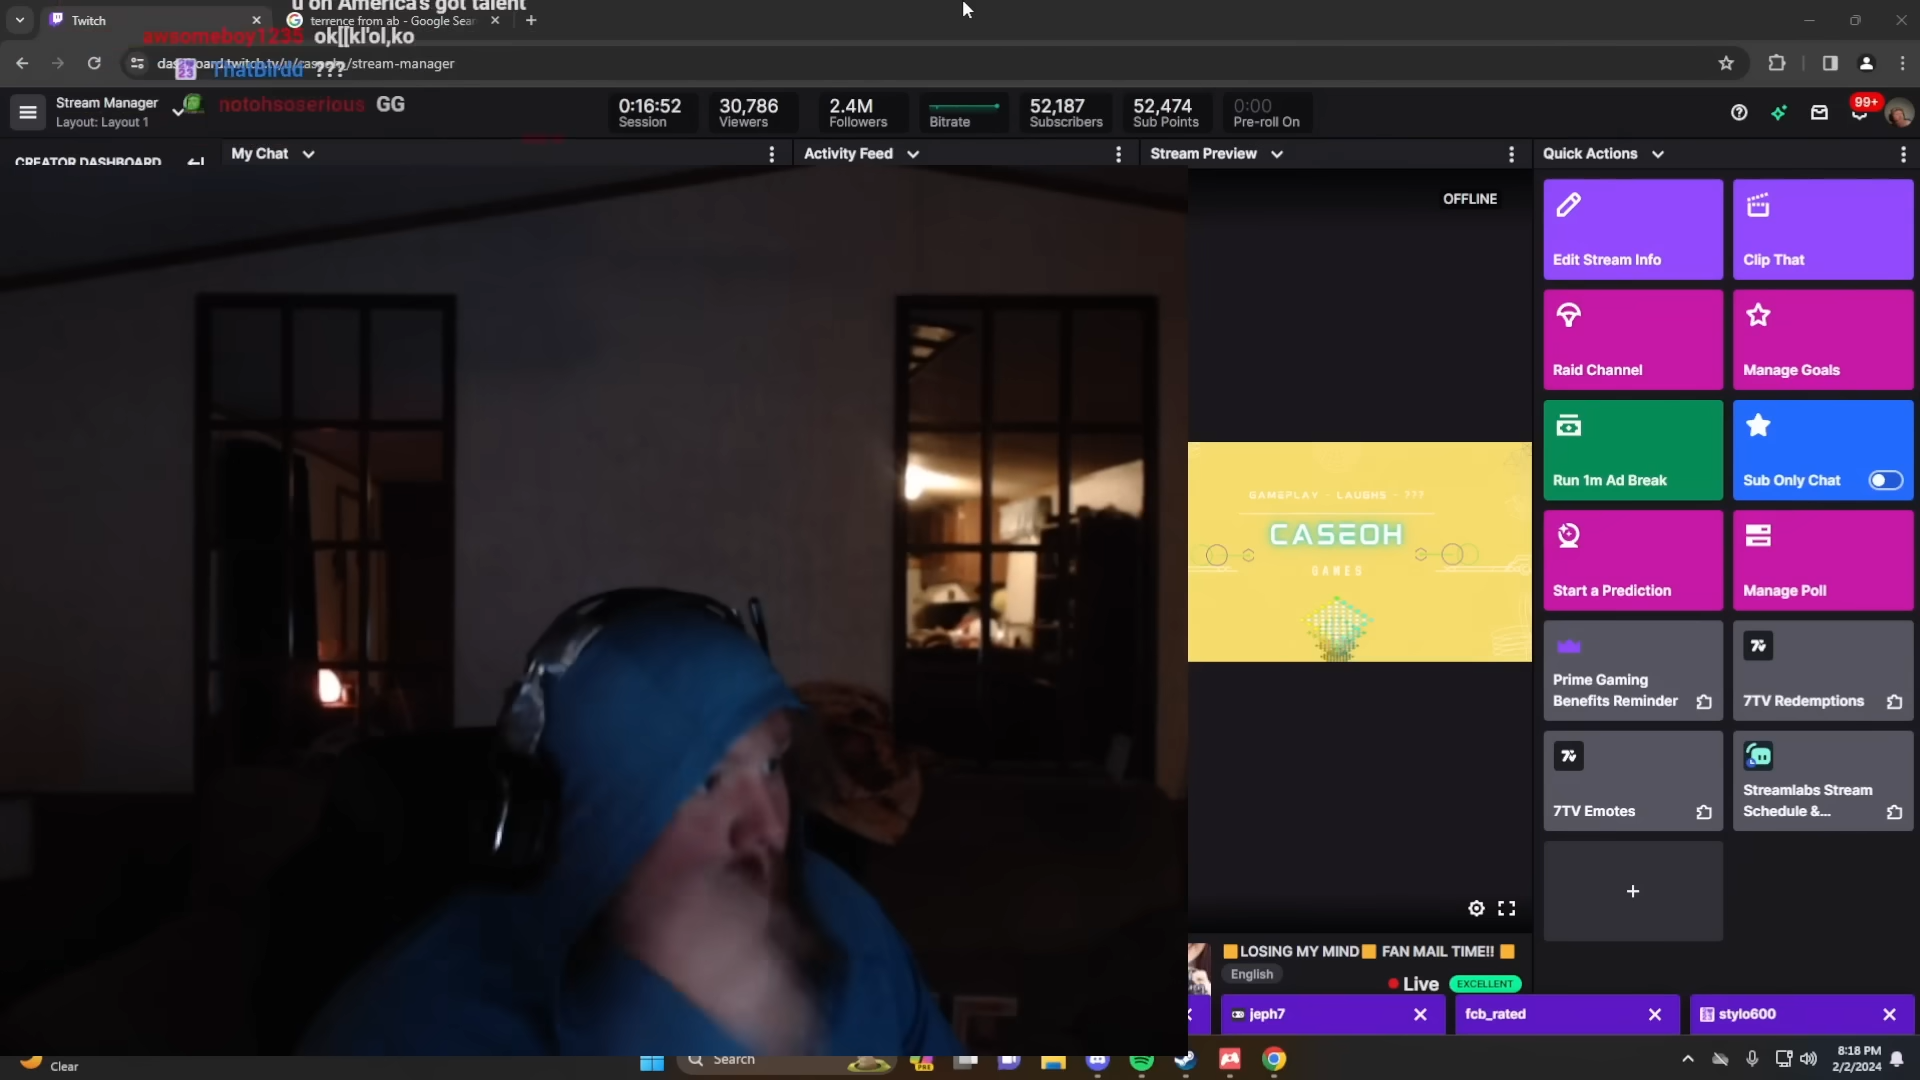 u on America's got talent
Twitch
terrence from ab - Google Sear
awsomeboy1235 ok[[kl'ol,ko
/stream-manager
ThatBirdd ???
notohsoserious GG
Stream Manager
Layout: Layout 1
0:16:52
Session
30,786
Viewers
2.4M
Followers
Bitrate
52,187
Subscribers
52,474
Sub Points
0:00
Pre-roll On
99+
CREATOR DASHBOARD
My Chat
Activity Feed
Stream Preview
Quick Actions
OFFLINE
GAMEPLAY - LAUGHS - ???
CASEOH
GAMES
Edit Stream Info
Clip That
Raid Channel
Manage Goals
Run 1m Ad Break
Sub Only Chat
Start a Prediction
Manage Poll
Prime Gaming
Benefits Reminder
7TV Redemptions
7TV Emotes
Streamlabs Stream
Schedule &...
LOSING MY MIND FAN MAIL TIME!!
English
Live
EXCELLENT
jeph7
fcb_rated
stylo600
Clear
Search
PRE
8:18 PM
2/2/2024